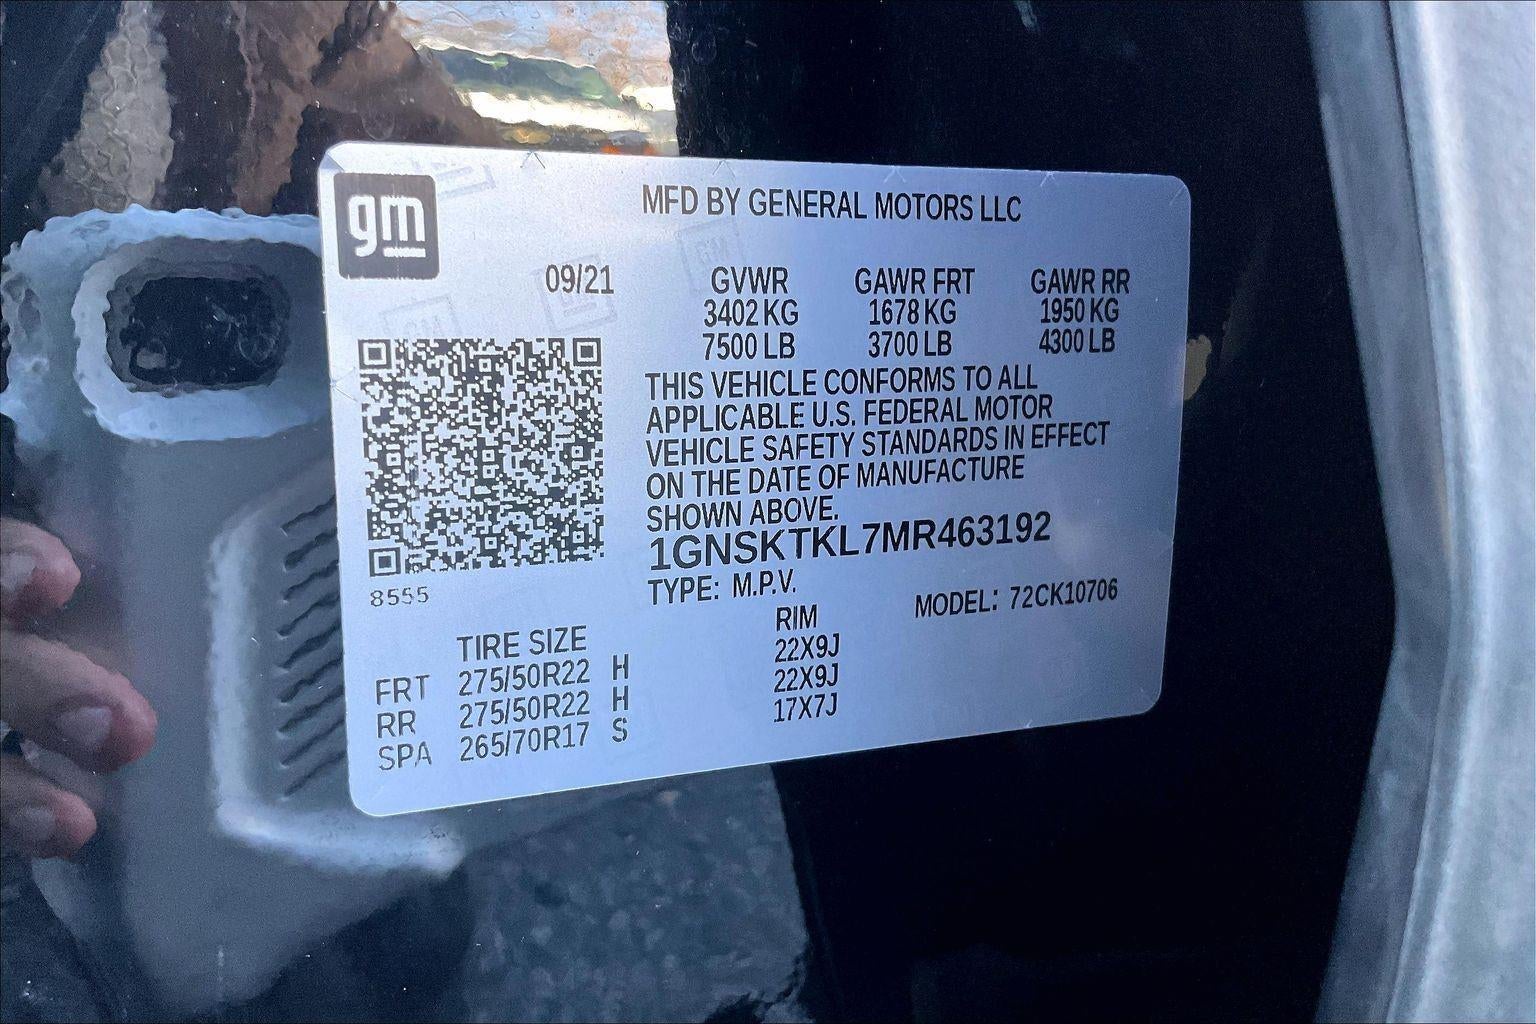 gm
MFD BY GENERAL MOTORS LLC
09/21 GVWR GAWR FRT GAWR RR
3402 KG 1678 KG 1950 KG
7500 LB 3700 LB 4300 LB
THIS VEHICLE CONFORMS TO ALL
APPLICABLE U.S. FEDERAL MOTOR
VEHICLE SAFETY STANDARDS IN EFFECT
ON THE DATE OF MANUFACTURE
SHOWN ABOVE.
1GNSKTKL7MR463192
8555
TYPE: M.P.V. MODEL: 72CK10706
TIRE SIZE RIM
FRT 275/50R22 H 22X9J
RR 275/50R22 H 22X9J
SPA 265/70R17 S 17X7J